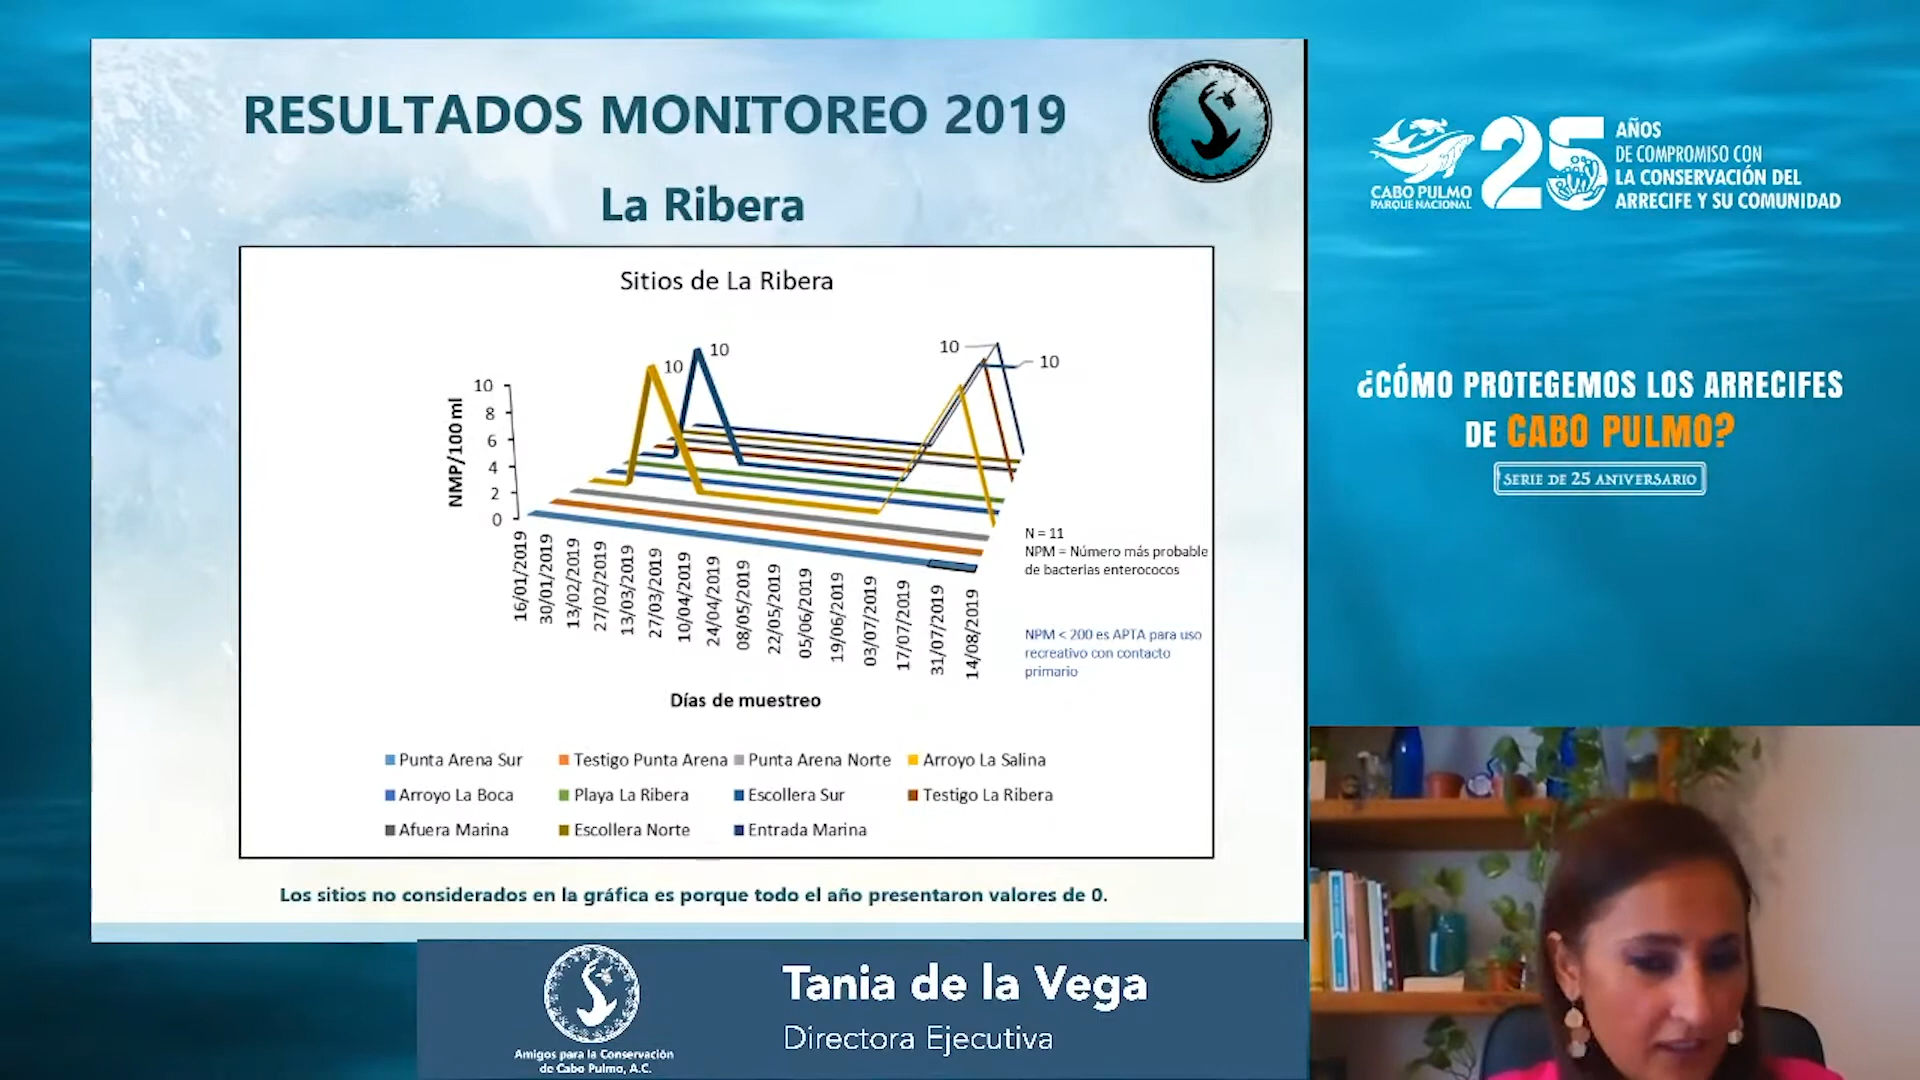 RESULTADOS MONITOREO 2019
La Ribera
Sitios de La Ribera
NMP/100 ml
10
8
6
4
2
0
10
10
10
10
16/01/2019
30/01/2019
13/02/2019
27/02/2019
13/03/2019
27/03/2019
10/04/2019
24/04/2019
08/05/2019
22/05/2019
05/06/2019
19/06/2019
03/07/2019
17/07/2019
31/07/2019
14/08/2019
Días de muestreo
N = 11
NPM = Número más probable
de bacterias enterococos
NPM < 200 es APTA para uso
recreativo con contacto
primario
Punta Arena Sur
Testigo Punta Arena
Punta Arena Norte
Arroyo La Salina
Arroyo La Boca
Playa La Ribera
Escollera Sur
Testigo La Ribera
Afuera Marina
Escollera Norte
Entrada Marina
Los sitios no considerados en la gráfica es porque todo el año presentaron valores de 0.
Amigos para la Conservación
de Cabo Pulmo, A.C.
Tania de la Vega
Directora Ejecutiva
CABO PULMO
PARQUE NACIONAL
25
AÑOS
DE COMPROMISO CON
LA CONSERVACIÓN DEL
ARRECIFE Y SU COMUNIDAD
¿CÓMO PROTEGEMOS LOS ARRECIFES
DE CABO PULMO?
SERIE DE 25 ANIVERSARIO